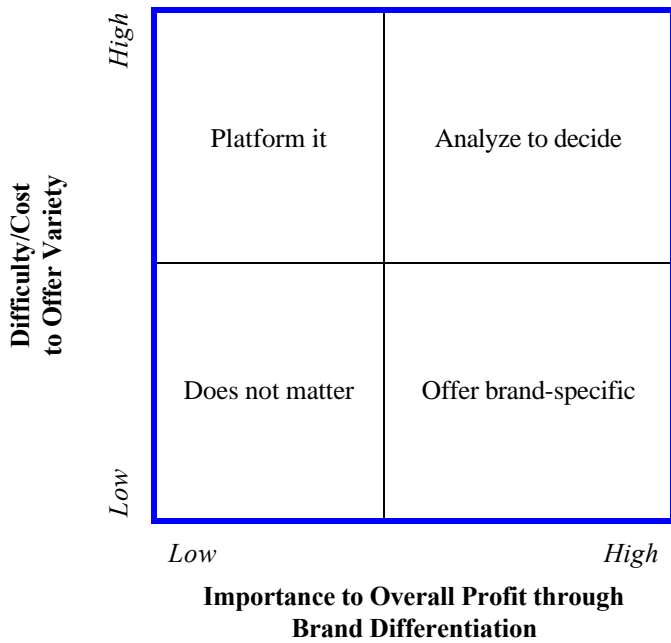 High
Platform it
Analyze to decide
Difficulty/Cost
to Offer Variety
Does not matter
Offer brand-specific
Low
Low
High
Importance to Overall Profit through
Brand Differentiation